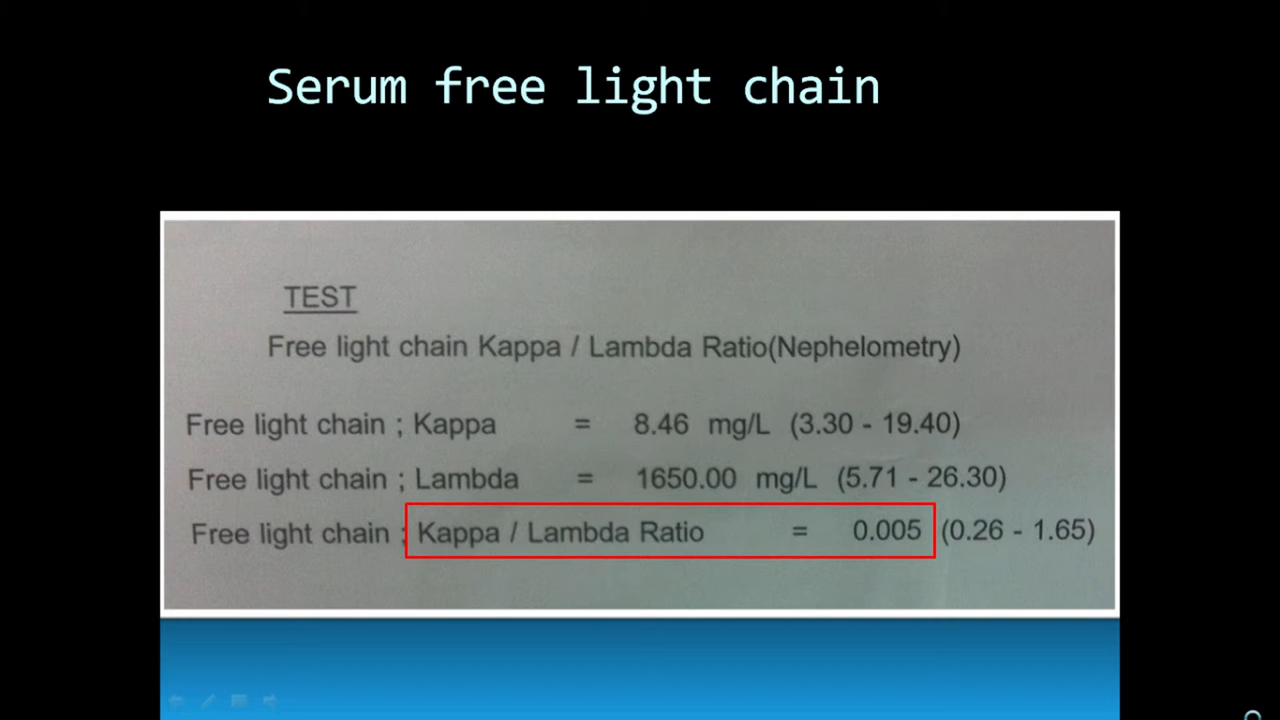 Serum free light chain
TEST
Free light chain Kappa / Lambda Ratio(Nephelometry)
Free light chain ; Kappa = 8.46 mg/L (3.30 - 19.40)
Free light chain ; Lambda = 1650.00 mg/L (5.71 - 26.30)
Free light chain ; Kappa / Lambda Ratio = 0.005 (0.26 - 1.65)